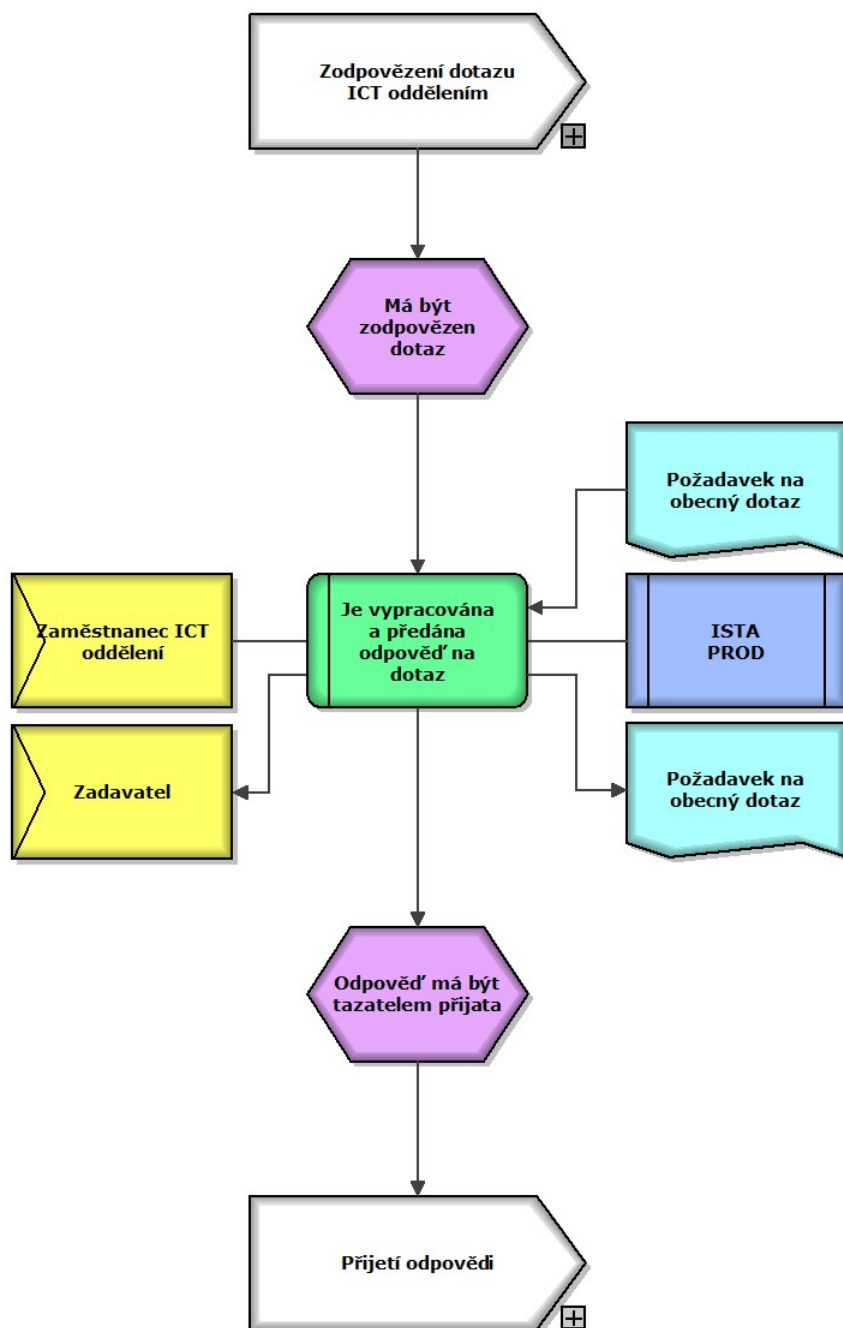 Zodpovězení dotazu
ICT oddělením
Má být
zodpovězen
dotaz
Požadavek na
obecný dotaz
Zaměstnanec ICT
oddělení
Je vypracována
a předána
odpověď na
dotaz
ISTA
PROD
Zadavatel
Požadavek na
obecný dotaz
Odpověď má být
tazatelem přijata
Přijetí odpovědi